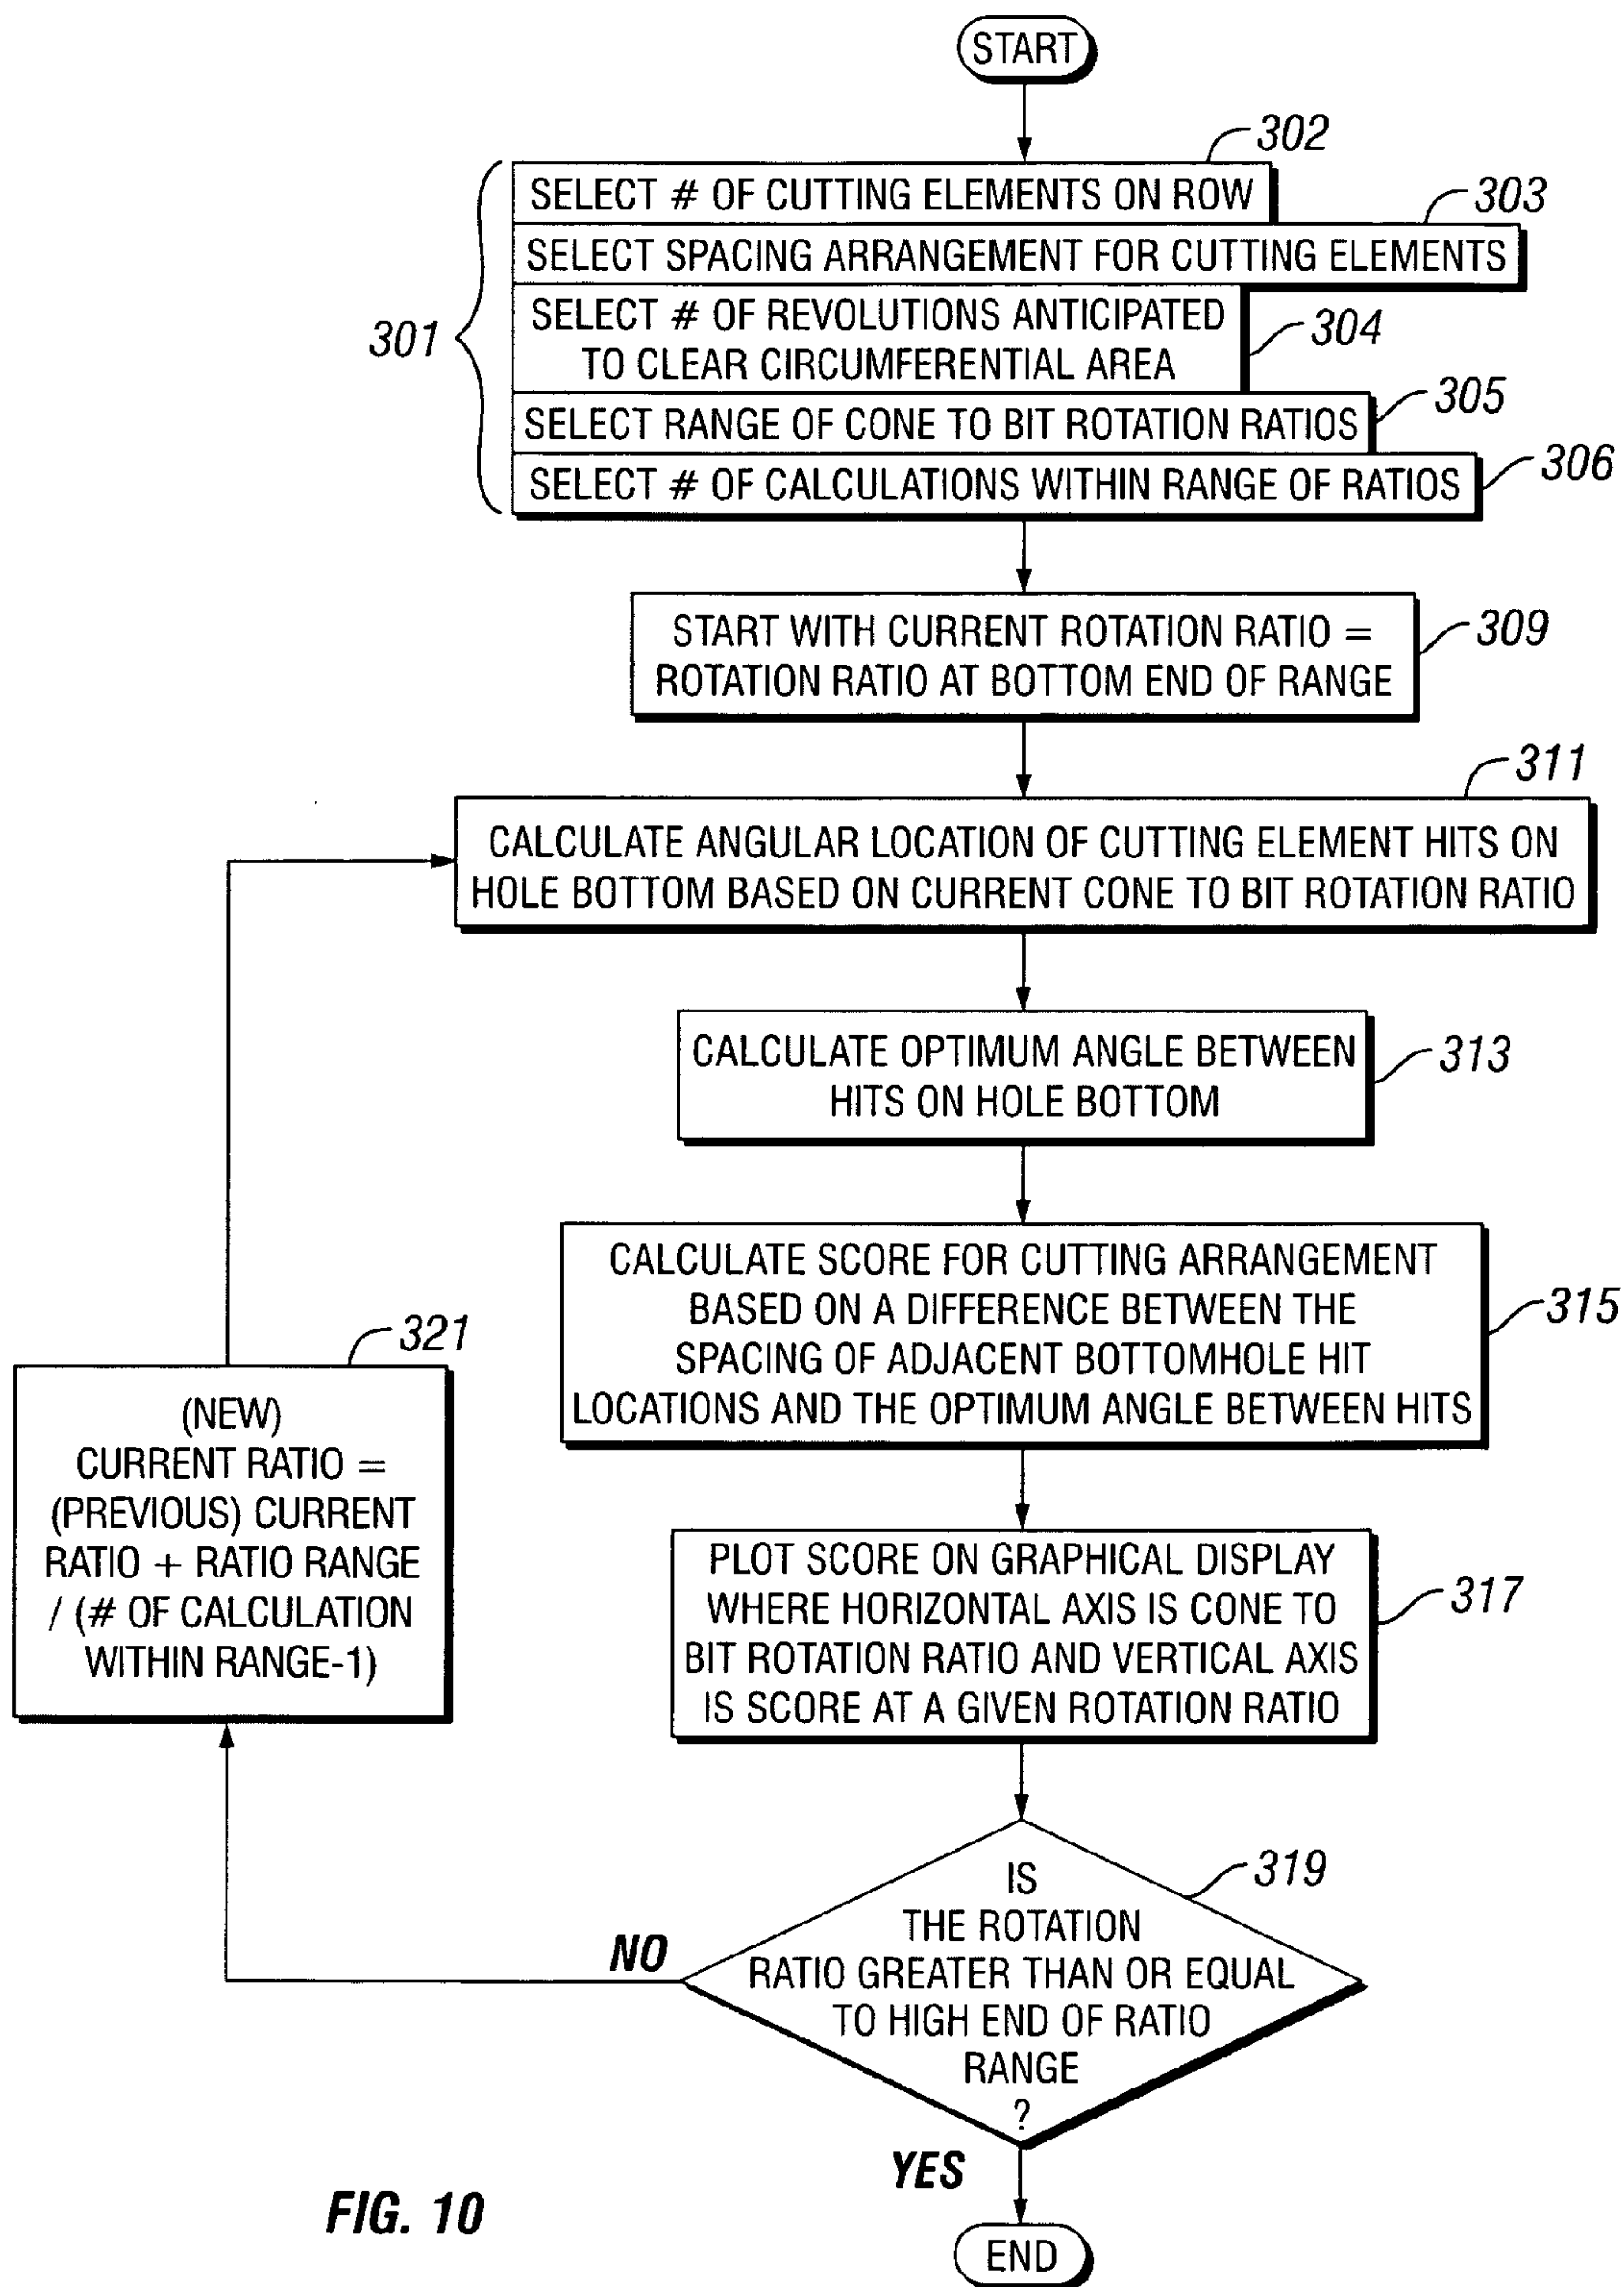 START
302
SELECT # OF CUTTING ELEMENTS ON ROW
303
SELECT SPACING ARRANGEMENT FOR CUTTING ELEMENTS
301
SELECT # OF REVOLUTIONS ANTICIPATED
TO CLEAR CIRCUMFERENTIAL AREA
304
305
SELECT RANGE OF CONE TO BIT ROTATION RATIOS
306
SELECT # OF CALCULATIONS WITHIN RANGE OF RATIOS
START WITH CURRENT ROTATION RATIO =
ROTATION RATIO AT BOTTOM END OF RANGE
309
311
CALCULATE ANGULAR LOCATION OF CUTTING ELEMENT HITS ON
HOLE BOTTOM BASED ON CURRENT CONE TO BIT ROTATION RATIO
CALCULATE OPTIMUM ANGLE BETWEEN
HITS ON HOLE BOTTOM
313
CALCULATE SCORE FOR CUTTING ARRANGEMENT
BASED ON A DIFFERENCE BETWEEN THE
SPACING OF ADJACENT BOTTOMHOLE HIT
LOCATIONS AND THE OPTIMUM ANGLE BETWEEN HITS
315
321
(NEW)
CURRENT RATIO =
(PREVIOUS) CURRENT
RATIO + RATIO RANGE
/ (# OF CALCULATION
WITHIN RANGE-1)
PLOT SCORE ON GRAPHICAL DISPLAY
WHERE HORIZONTAL AXIS IS CONE TO
BIT ROTATION RATIO AND VERTICAL AXIS
IS SCORE AT A GIVEN ROTATION RATIO
317
319
IS
THE ROTATION
RATIO GREATER THAN OR EQUAL
TO HIGH END OF RATIO
RANGE
?
NO
YES
END
FIG. 10